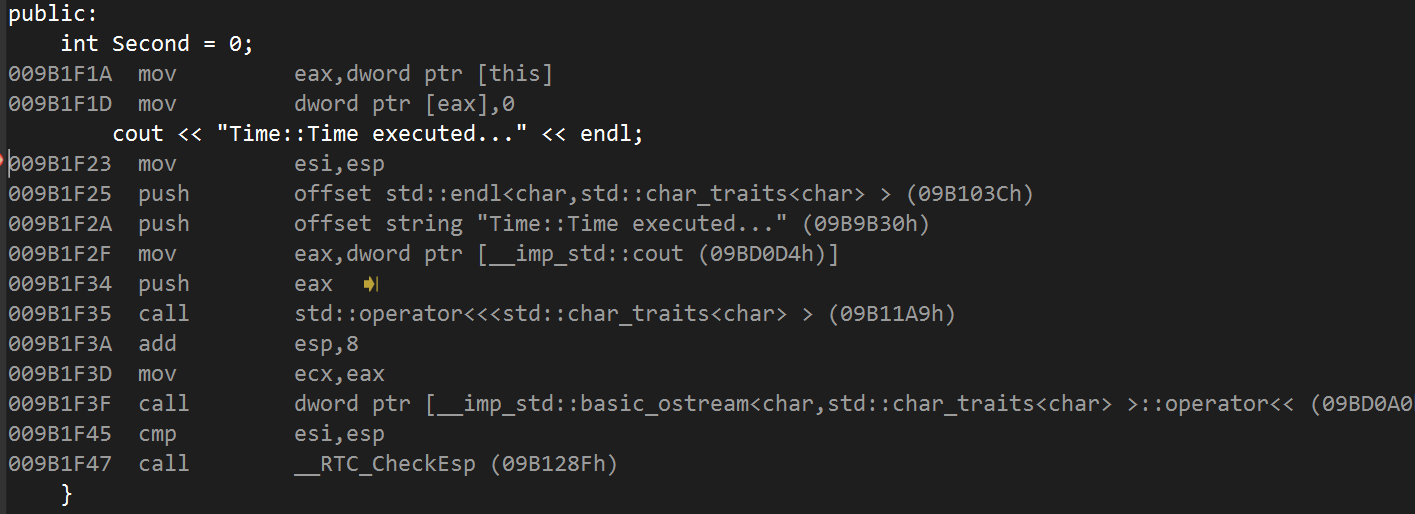 public:
    int Second = 0;
009B1F1A  mov         eax,dword ptr [this]
009B1F1D  mov         dword ptr [eax],0
        cout << "Time::Time executed..." << endl;
009B1F23  mov         esi,esp
009B1F25  push        offset std::endl<char,std::char_traits<char> > (09B103Ch)
009B1F2A  push        offset string "Time::Time executed..." (09B9B30h)
009B1F2F  mov         eax,dword ptr [__imp_std::cout (09BD0D4h)]
009B1F34  push        eax
009B1F35  call        std::operator<<<std::char_traits<char> > (09B11A9h)
009B1F3A  add         esp,8
009B1F3D  mov         ecx,eax
009B1F3F  call        dword ptr [__imp_std::basic_ostream<char,std::char_traits<char> >::operator<< (09BD0A0
009B1F45  cmp         esi,esp
009B1F47  call        __RTC_CheckEsp (09B128Fh)
    }